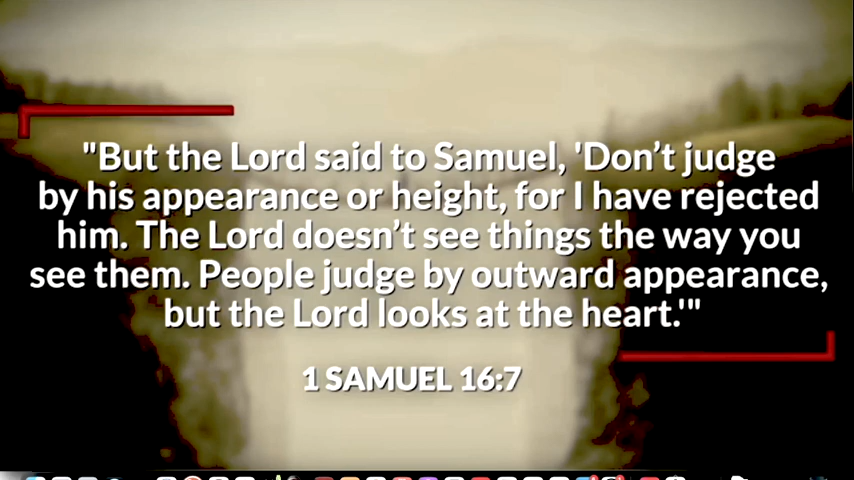 "But the Lord said to Samuel, 'Don’t judge
by his appearance or height, for I have rejected
him. The Lord doesn’t see things the way you
see them. People judge by outward appearance,
but the Lord looks at the heart.'"
1 SAMUEL 16:7